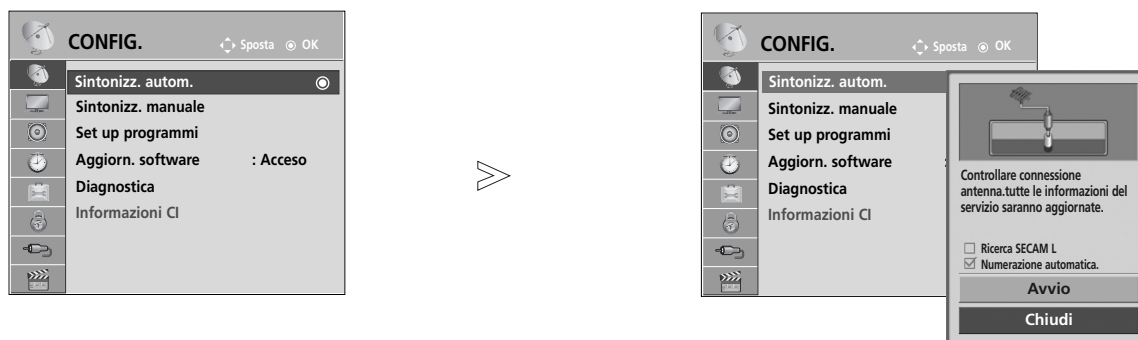 CONFIG.
Sposta OK
Sintonizz. autom.
Sintonizz. manuale
Set up programmi
Aggiorn. software : Acceso
Diagnostica
Informazioni CI
CONFIG.
Sposta OK
Sintonizz. autom.
Sintonizz. manuale
Set up programmi
Aggiorn. software :
Diagnostica
Informazioni CI
Controllare connessione
antenna.tutte le informazioni del
servizio saranno aggiornate.
Ricerca SECAM L
Numerazione automatica.
Avvio
Chiudi